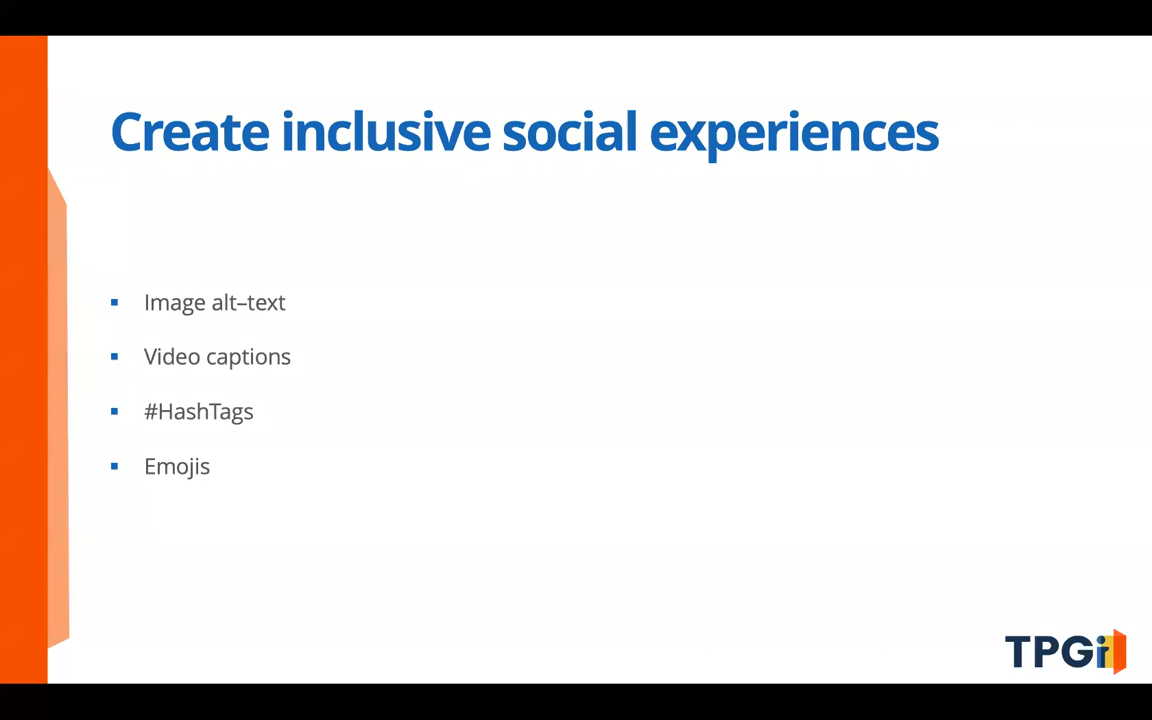 Create inclusive social experiences
Image alt–text
Video captions
#HashTags
Emojis
TPGi